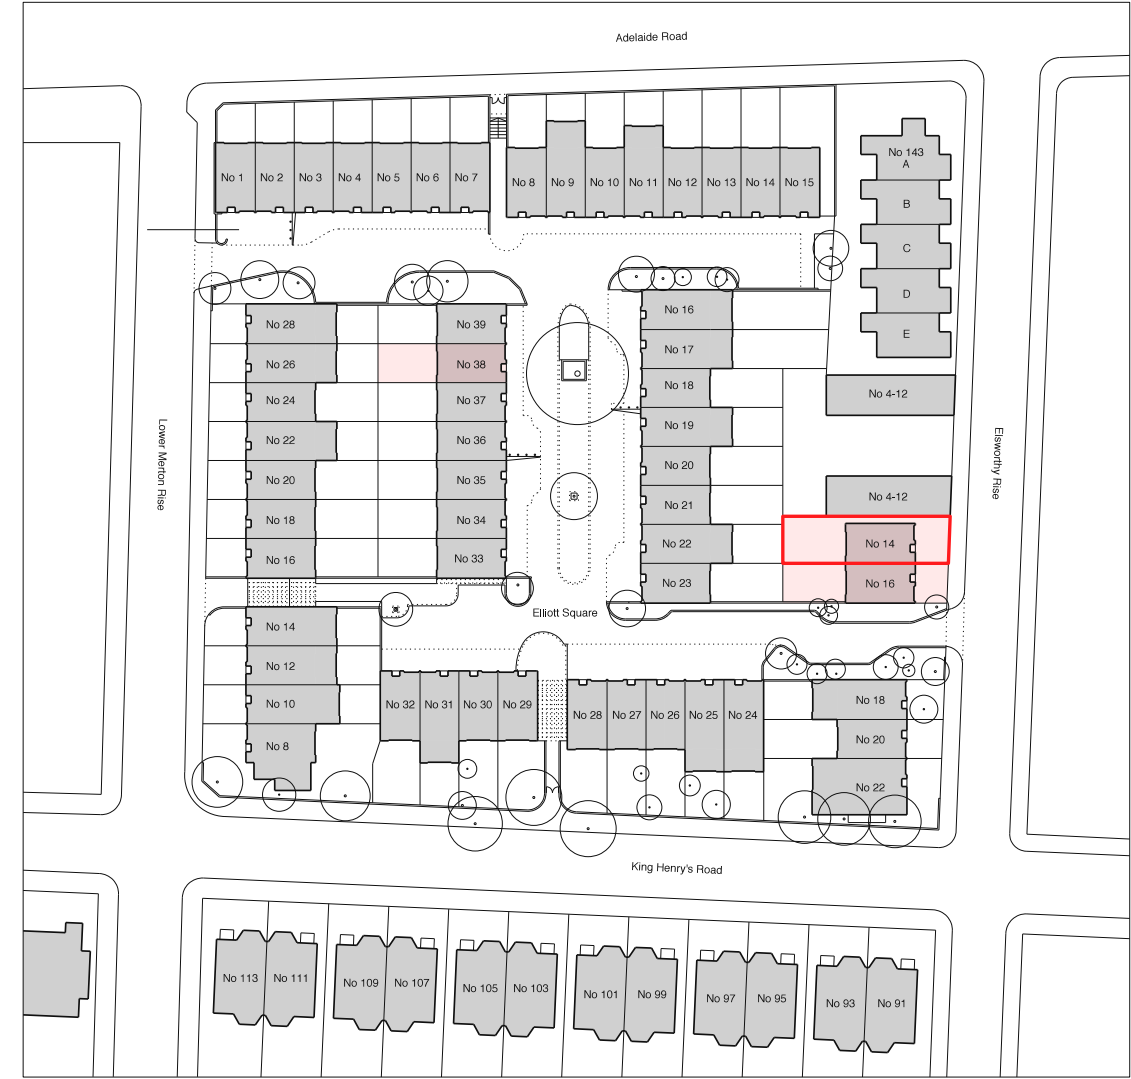 Adelaide Road
No 143
A
No 1
No 2
No 3
No 4
No 5
No 6
No 7
No 8
No 9
No 10
No 11
No 12
No 13
No 14
No 15
B
C
D
E
No 28
No 39
No 16
No 26
No 38
No 17
No 24
No 37
No 18
No 4-12
No 22
No 36
No 19
Lower Merton Rise
Elsworthy Rise
No 20
No 35
No 20
No 4-12
No 18
No 34
No 21
No 16
No 33
No 22
No 14
No 23
No 16
Elliott Square
No 14
No 12
No 10
No 8
No 32
No 31
No 30
No 29
No 28
No 27
No 26
No 25
No 24
No 18
No 20
No 22
King Henry's Road
No 113
No 111
No 109
No 107
No 105
No 103
No 101
No 99
No 97
No 95
No 93
No 91